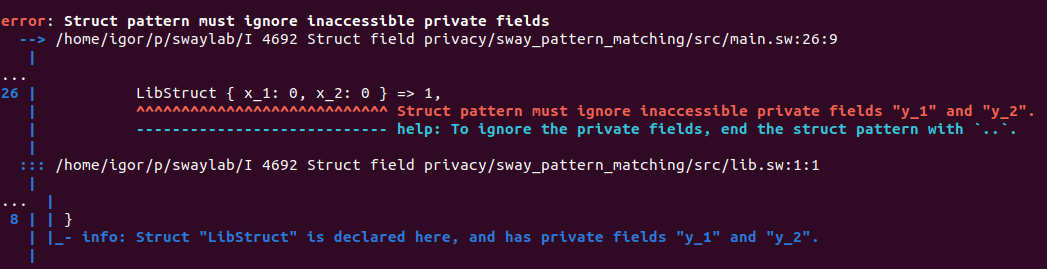 error: Struct pattern must ignore inaccessible private fields
  --> /home/igor/p/swaylab/I 4692 Struct field privacy/sway_pattern_matching/src/main.sw:26:9
   |
...
26 |           LibStruct { x_1: 0, x_2: 0 } => 1,
   |           ^^^^^^^^^^^^^^^^^^^^^^^^^^^^ Struct pattern must ignore inaccessible private fields "y_1" and "y_2".
   |           ---------------------------- help: To ignore the private fields, end the struct pattern with `..`.
   |
  ::: /home/igor/p/swaylab/I 4692 Struct field privacy/sway_pattern_matching/src/lib.sw:1:1
   |
...  |
 8 | | }
   | |_- info: Struct "LibStruct" is declared here, and has private fields "y_1" and "y_2".
   |